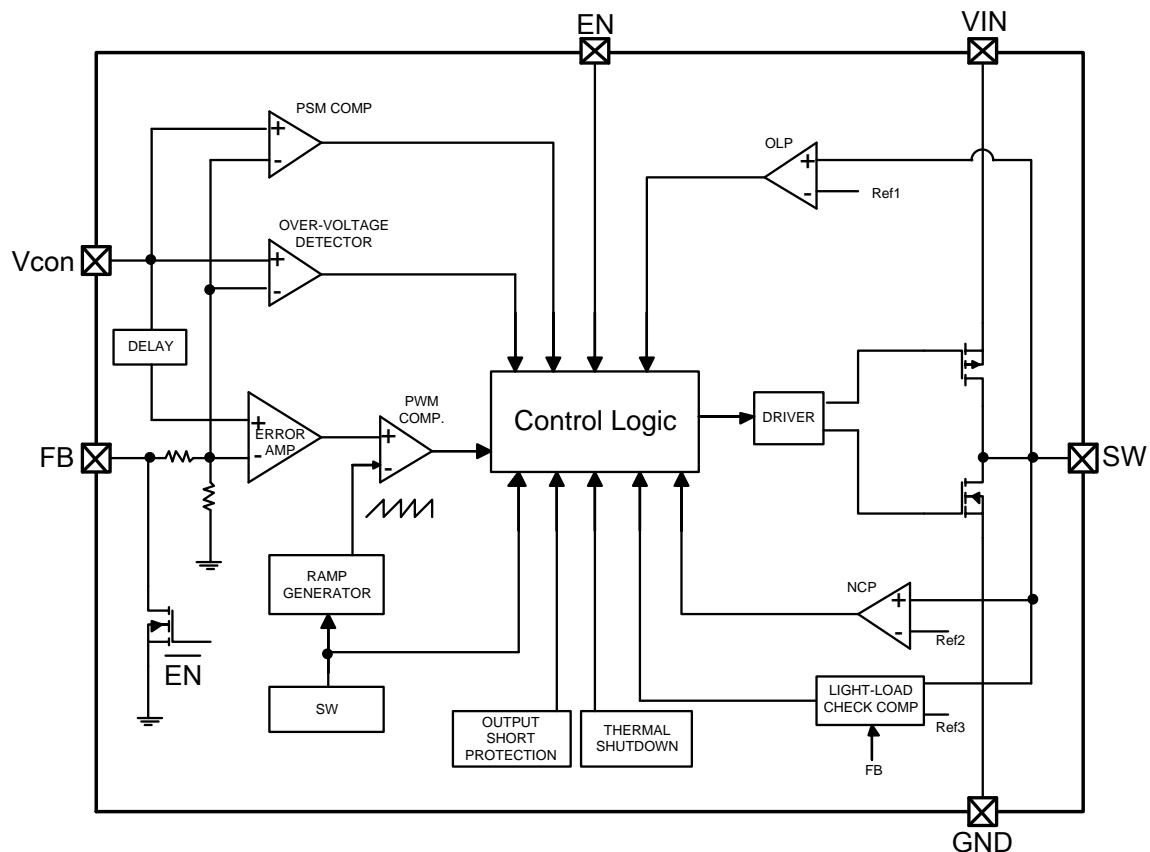 EN
VIN
PSM COMP
+
-
OLP
+
-
Ref1
OVER-VOLTAGE
DETECTOR
+
-
Vcon
DELAY
PWM
COMP.
+
-
ERROR
AMP
+
-
Control Logic
DRIVER
FB
SW
RAMP
GENERATOR
NCP
+
-
Ref2
EN
SW
OUTPUT
SHORT
PROTECTION
THERMAL
SHUTDOWN
LIGHT-LOAD
CHECK COMP
Ref3
FB
GND